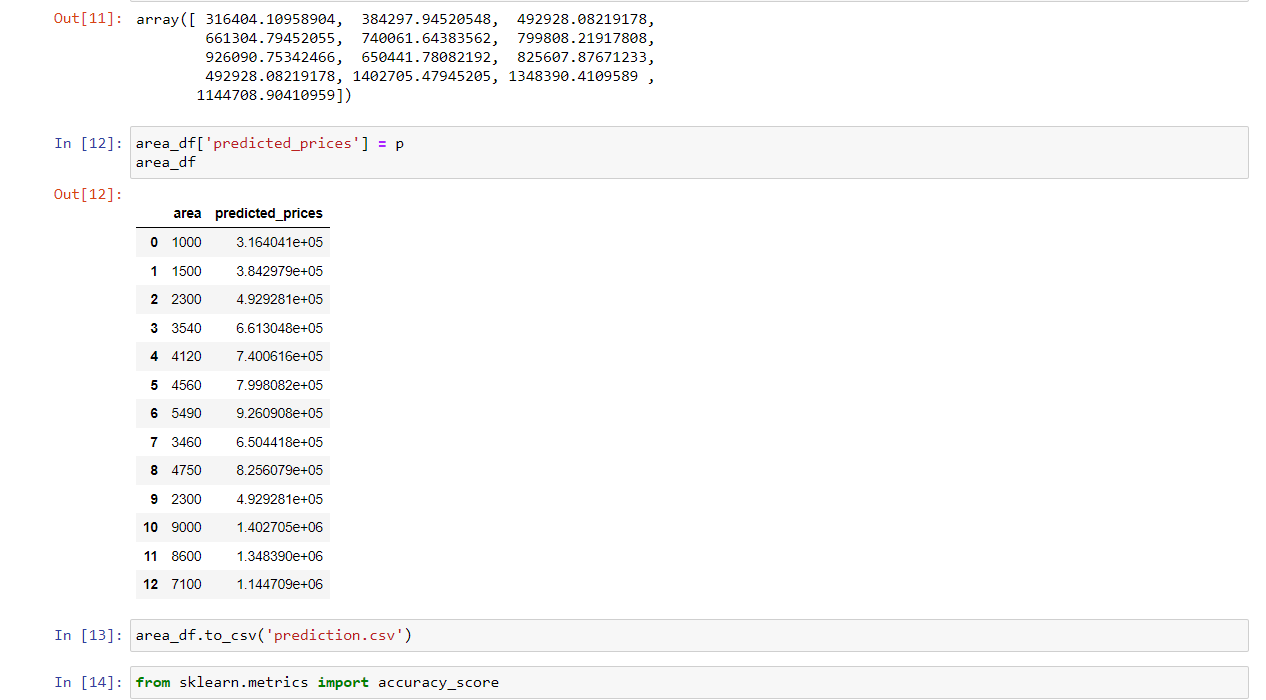 Out[11]: array([ 316404.10958904,  384297.94520548,  492928.08219178,
661304.79452055,  740061.64383562,  799808.21917808,
926090.75342466,  650441.78082192,  825607.87671233,
492928.08219178, 1402705.47945205, 1348390.4109589 ,
1144708.90410959])
In [12]: area_df['predicted_prices'] = p
area_df
Out[12]:
area predicted_prices
0 1000 3.164041e+05
1 1500 3.842979e+05
2 2300 4.929281e+05
3 3540 6.613048e+05
4 4120 7.400616e+05
5 4560 7.998082e+05
6 5490 9.260908e+05
7 3460 6.504418e+05
8 4750 8.256079e+05
9 2300 4.929281e+05
10 9000 1.402705e+06
11 8600 1.348390e+06
12 7100 1.144709e+06
In [13]: area_df.to_csv('prediction.csv')
In [14]: from sklearn.metrics import accuracy_score